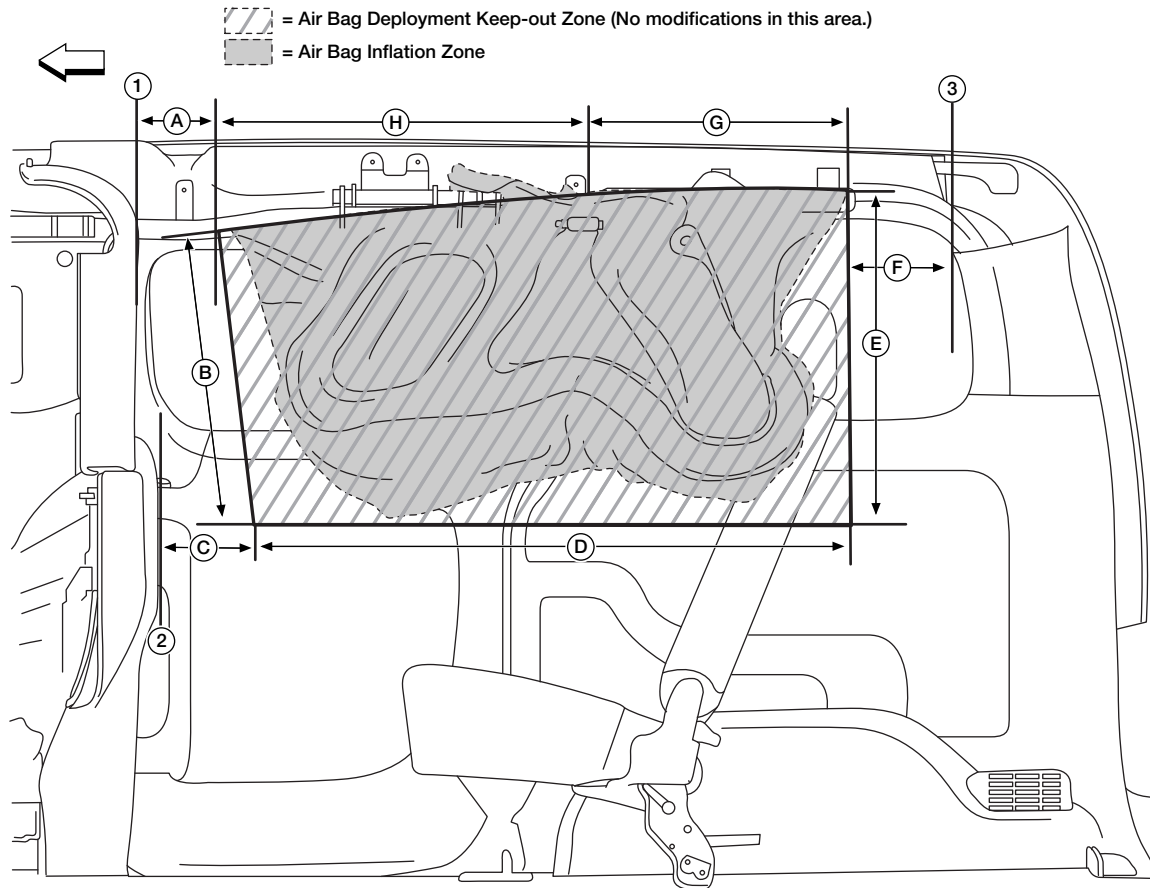 = Air Bag Deployment Keep-out Zone (No modifications in this area.)
= Air Bag Inflation Zone
1
3
A
H
G
F
E
B
D
C
2